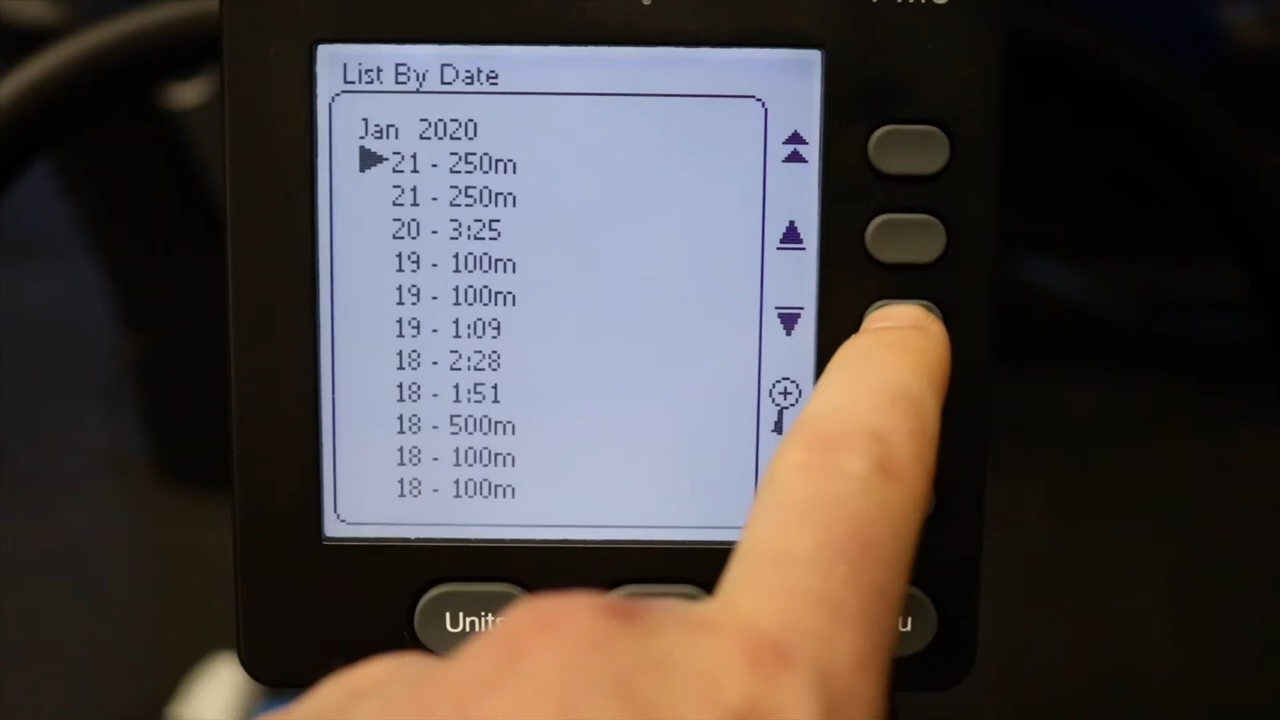 List By Date
Jan 2020
21 - 250m
21 - 250m
20 - 3:25
19 - 100m
19 - 100m
19 - 1:09
18 - 2:28
18 - 1:51
18 - 500m
18 - 100m
18 - 100m
Units